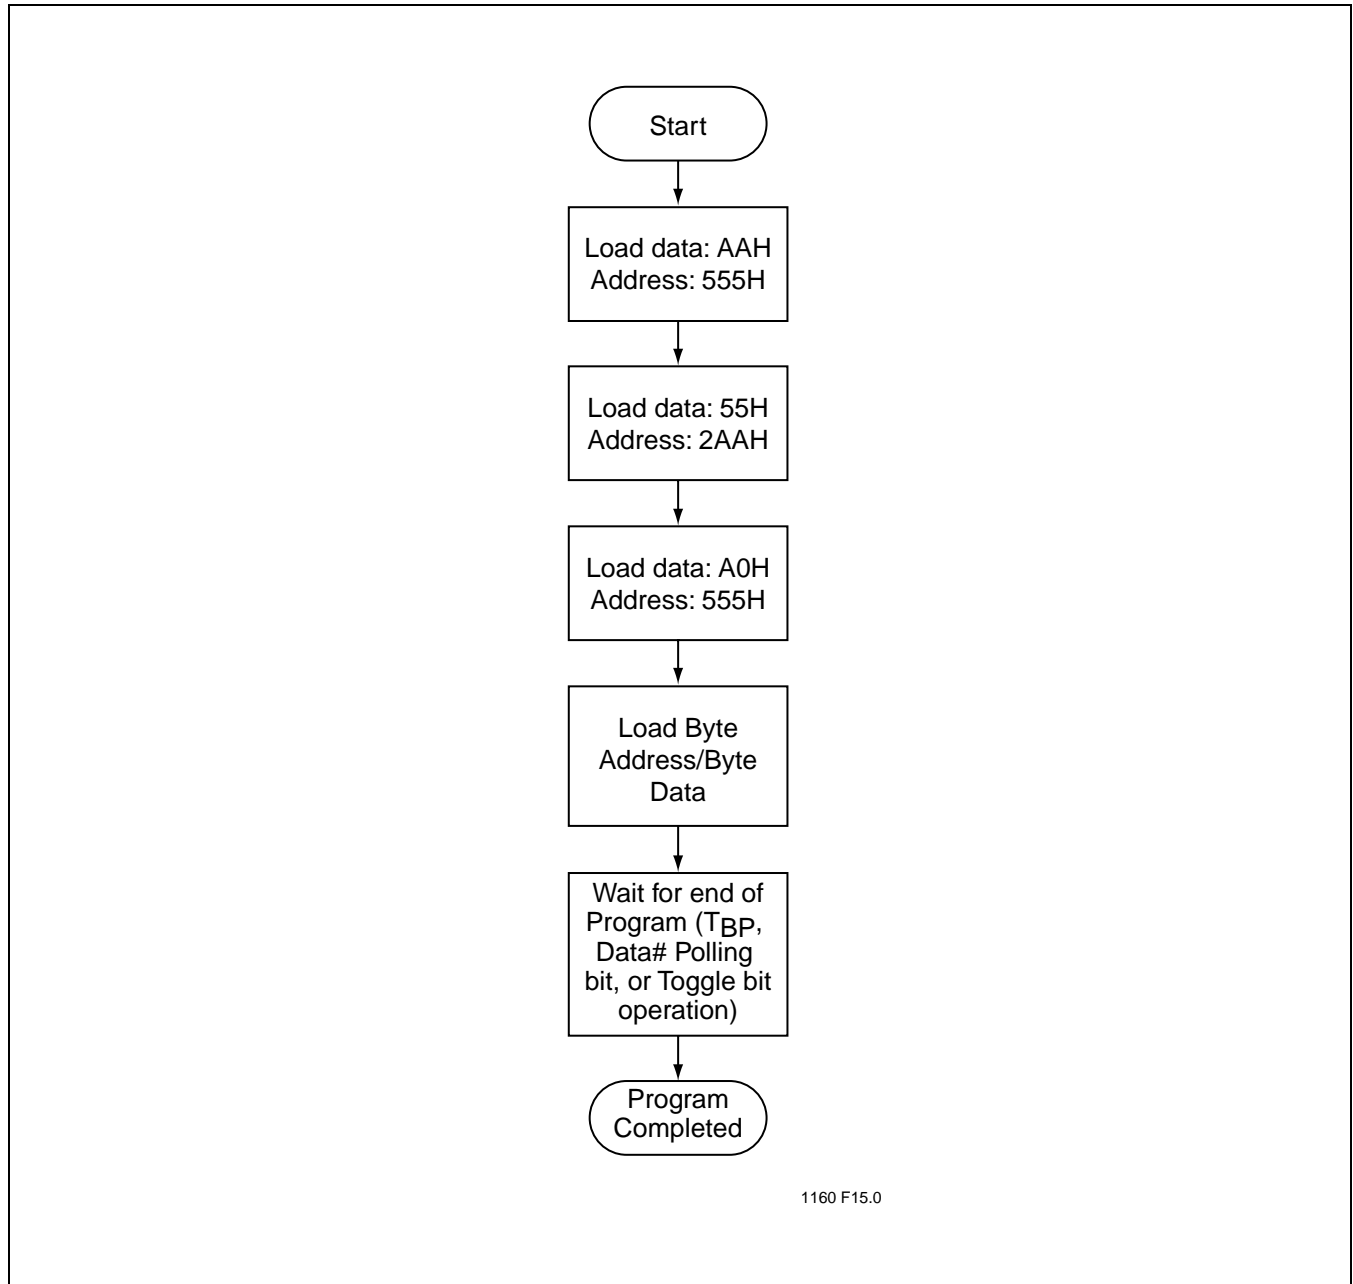 Start
Load data: AAH
Address: 555H
Load data: 55H
Address: 2AAH
Load data: A0H
Address: 555H
Load Byte
Address/Byte
Data
Wait for end of
Program (TBP,
Data# Polling
bit, or Toggle bit
operation)
Program
Completed
1160 F15.0